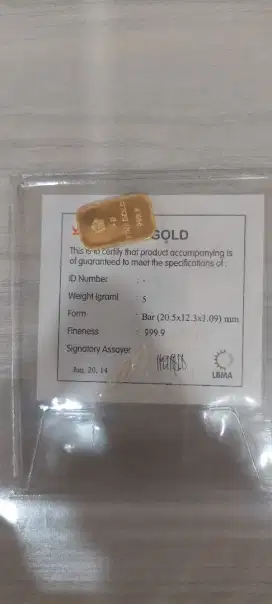 GOLD
This is to certify that product accompanying is
of guaranteed to meet the specifications of :
ID Number : -
Weight (gram) : 5
Form : Bar (20.5x12.3x1.09) mm
Fineness : 999.9
Signatory Assayer
Jan, 20, 14
LBMA